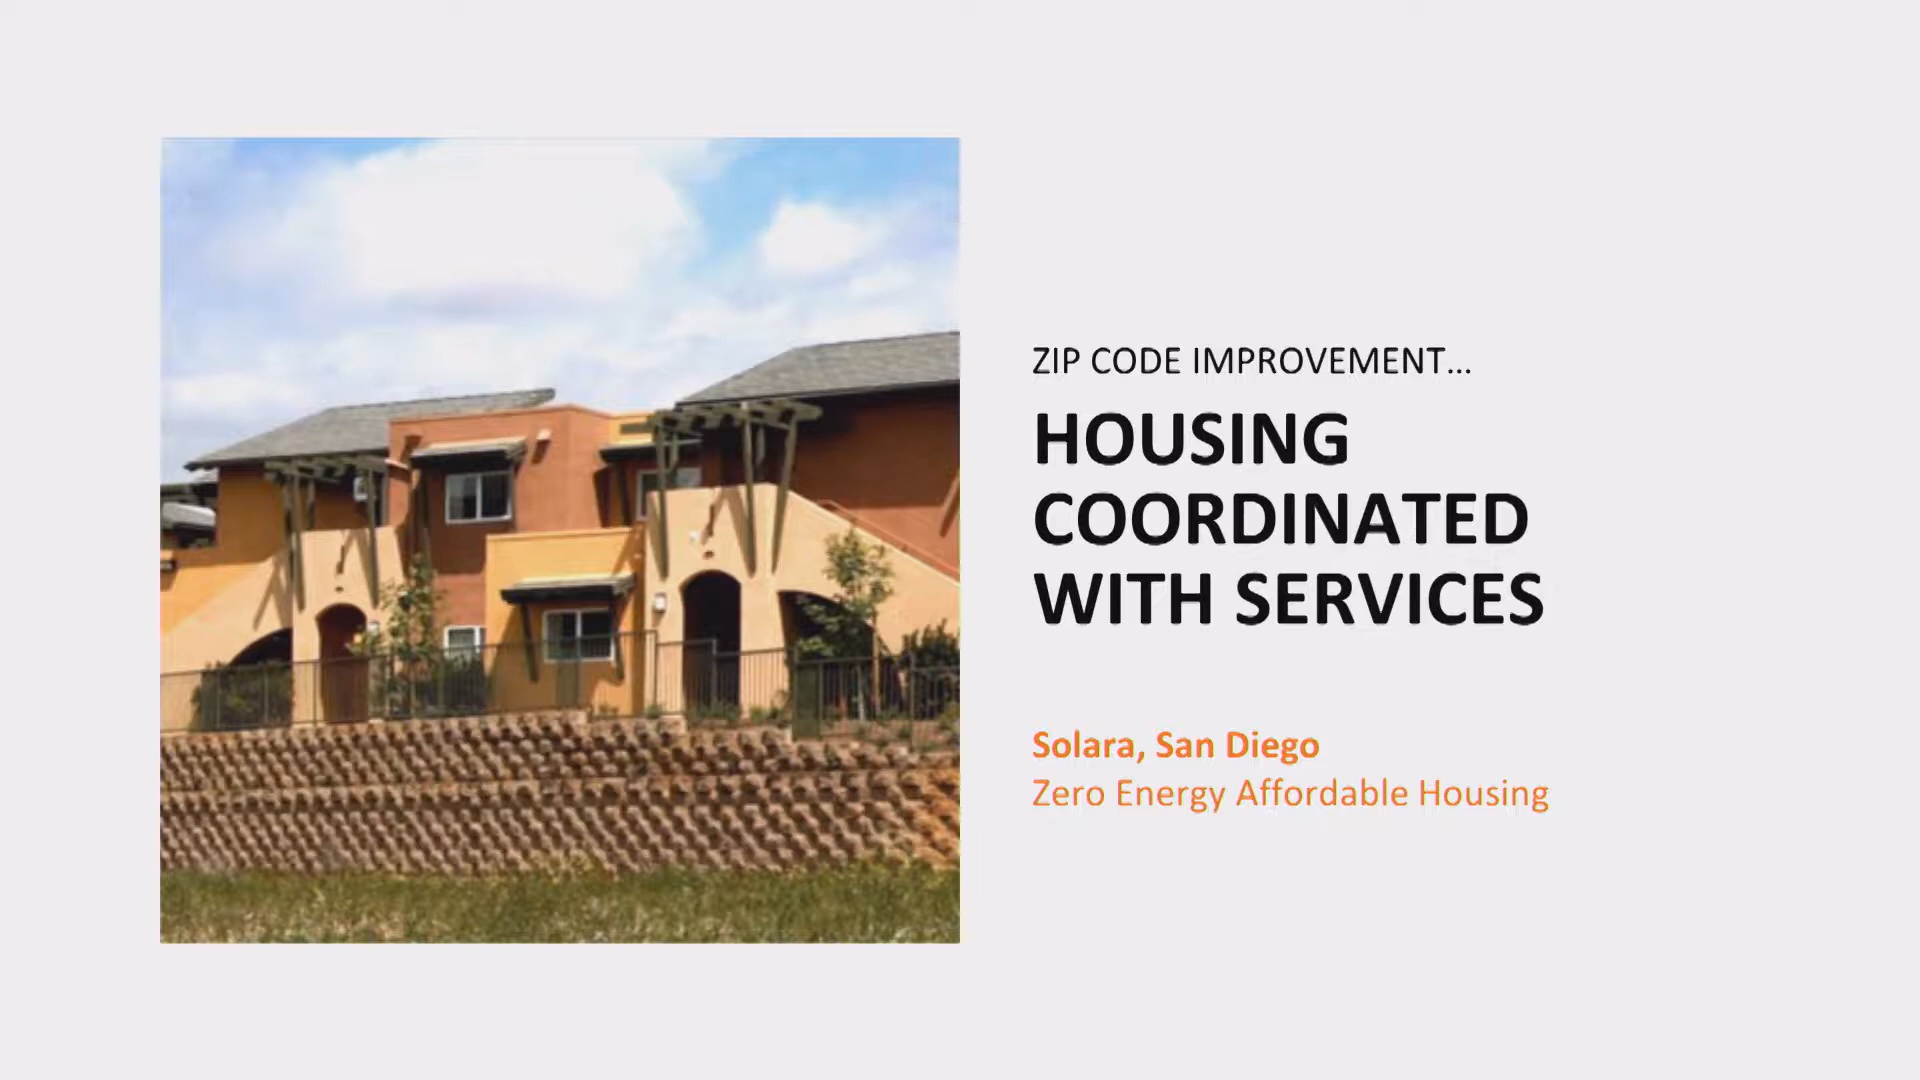 ZIP CODE IMPROVEMENT...
HOUSING
COORDINATED
WITH SERVICES
Solara, San Diego
Zero Energy Affordable Housing